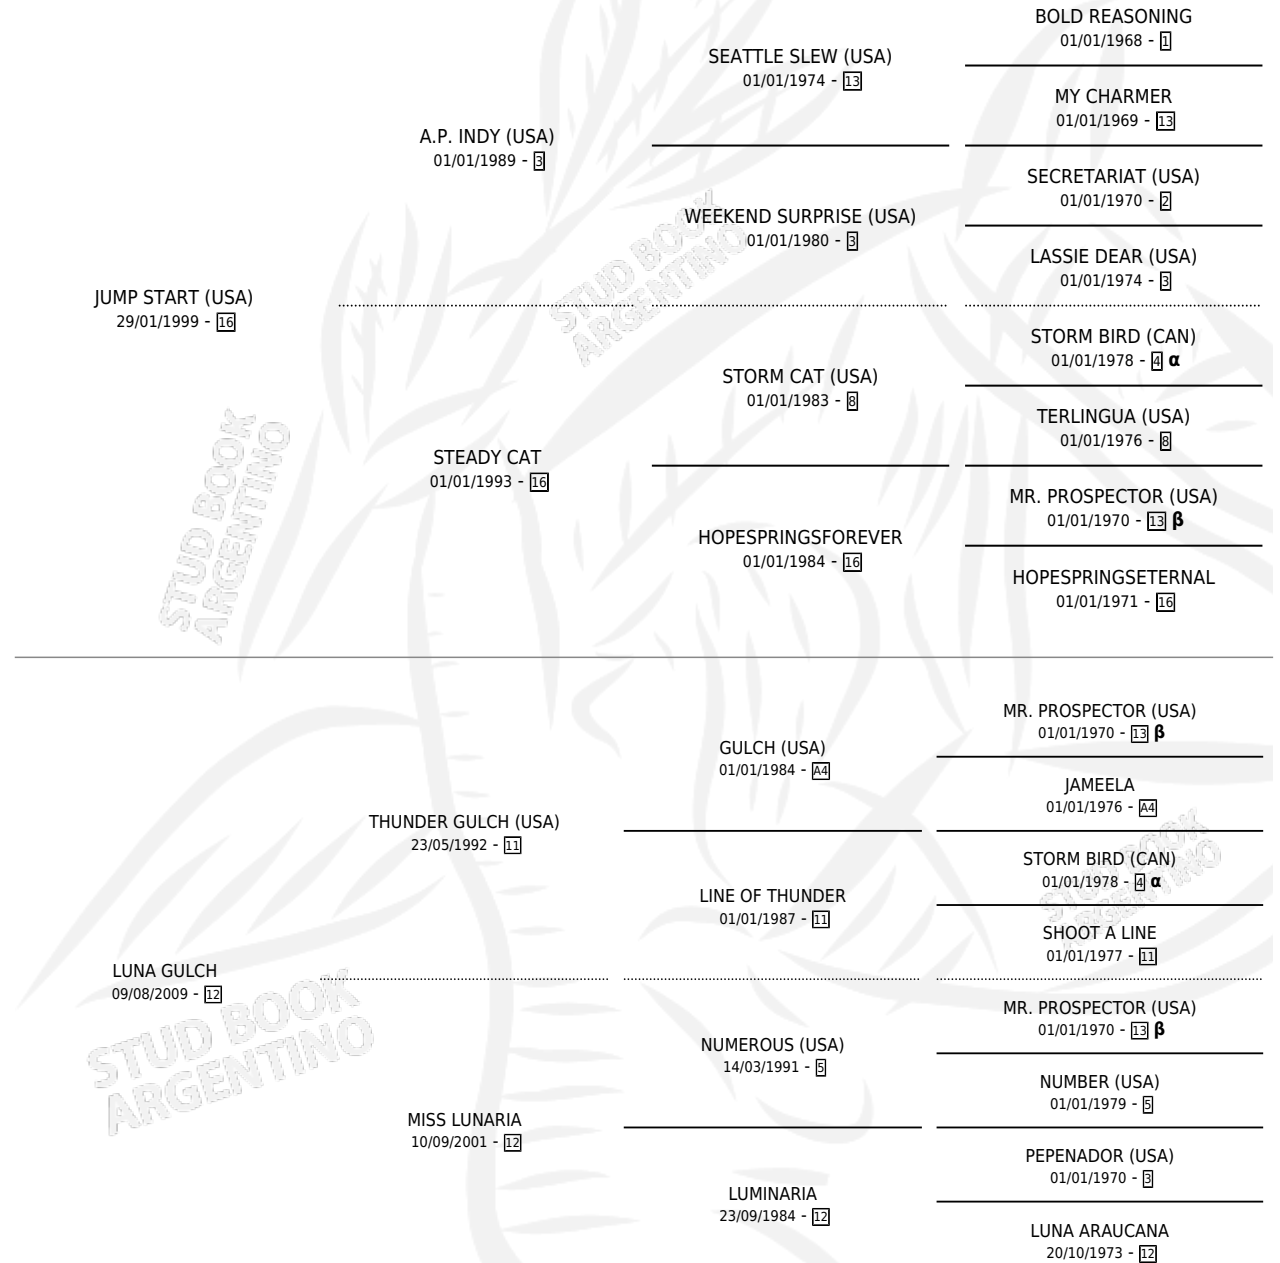 BOLD REASONING
01/01/1968 - 1
SEATTLE SLEW (USA)
01/01/1974 - 13
MY CHARMER
01/01/1969 - 13
A.P. INDY (USA)
01/01/1989 - 3
SECRETARIAT (USA)
01/01/1970 - 2
WEEKEND SURPRISE (USA)
01/01/1980 - 3
LASSIE DEAR (USA)
01/01/1974 - 3
JUMP START (USA)
29/01/1999 - 16
STORM BIRD (CAN)
01/01/1978 - 4 α
STORM CAT (USA)
01/01/1983 - 8
TERLINGUA (USA)
01/01/1976 - 8
STEADY CAT
01/01/1993 - 16
MR. PROSPECTOR (USA)
01/01/1970 - 13 β
HOPESPRINGSFOREVER
01/01/1984 - 16
HOPESPRINGSETERNAL
01/01/1971 - 16
MR. PROSPECTOR (USA)
01/01/1970 - 13 β
GULCH (USA)
01/01/1984 - A4
JAMEELA
01/01/1976 - A4
THUNDER GULCH (USA)
23/05/1992 - 11
STORM BIRD (CAN)
01/01/1978 - 4 α
LINE OF THUNDER
01/01/1987 - 11
SHOOT A LINE
01/01/1977 - 11
LUNA GULCH
09/08/2009 - 12
MR. PROSPECTOR (USA)
01/01/1970 - 13 β
NUMEROUS (USA)
14/03/1991 - 5
NUMBER (USA)
01/01/1979 - 5
MISS LUNARIA
10/09/2001 - 12
PEPENADOR (USA)
01/01/1970 - 3
LUMINARIA
23/09/1984 - 12
LUNA ARAUCANA
20/10/1973 - 12
STUD BOOK
ARGENTINO
STUD BOOK
ARGENTINO
STUD BOOK
ARGENTINO
STUD BOOK
ARGENTINO